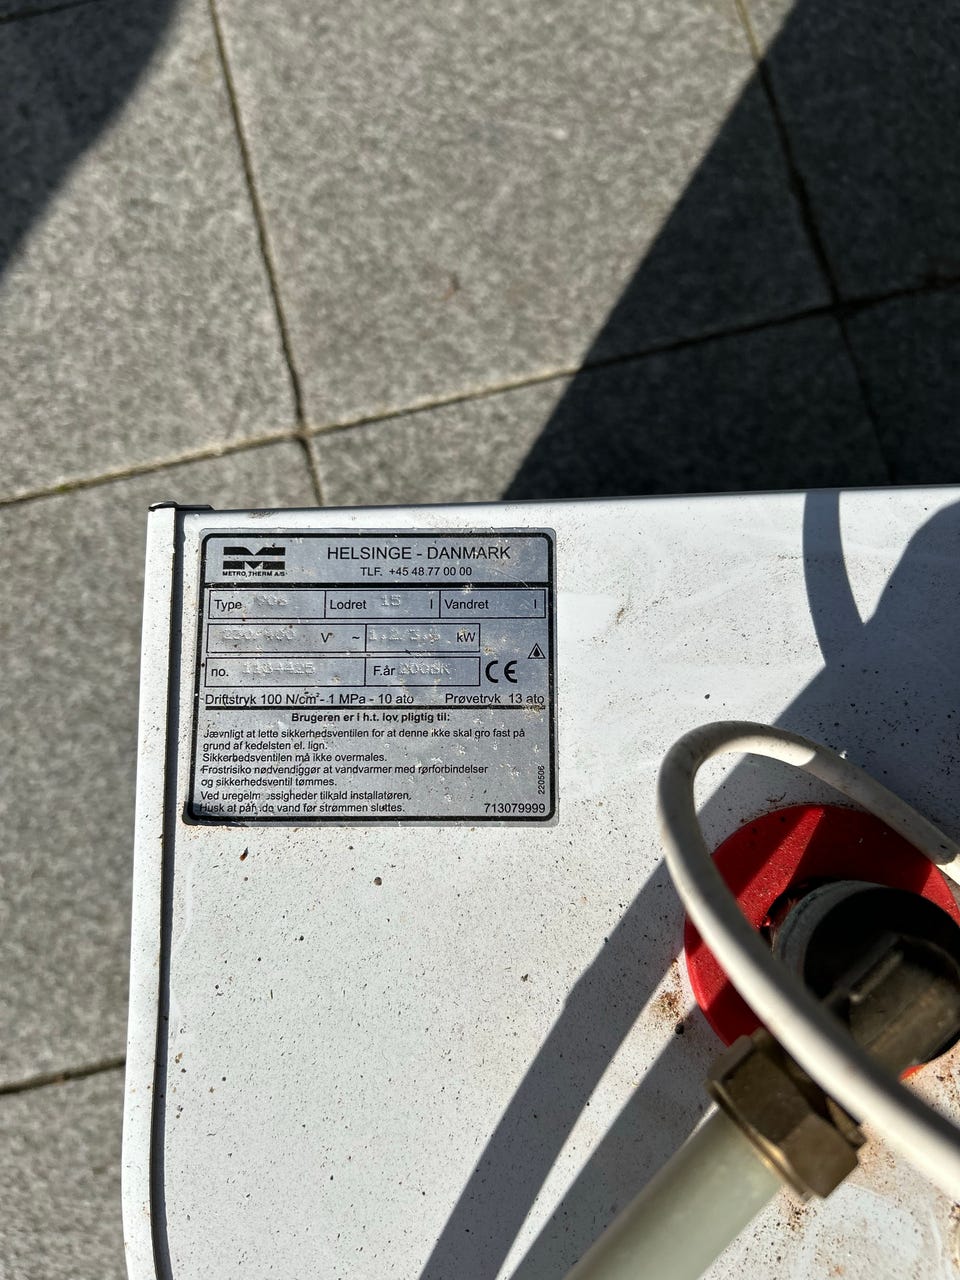 METRO THERM A/S
HELSINGE - DANMARK
TLF. +45 48 77 00 00
Type Lodret 15 l Vandret l
230-400 V ~ kW
no. F.år
CE
Driftstryk 100 N/cm² - 1 MPa - 10 ato Prøvetryk 13 ato
Brugeren er i h.t. lov pligtig til:
Jævnligt at lette sikkerhedsventilen for at denne ikke skal gro fast på
grund af kedelsten el. lign.
Sikkerhedsventilen må ikke overmales.
Frostrisiko nødvendiggør at vandvarmer med rørforbindelser
og sikkerhedsventil tømmes.
Ved uregelmæssigheder tilkald installatøren.
Husk at vand før strømmen sluttes.
220506
713079999